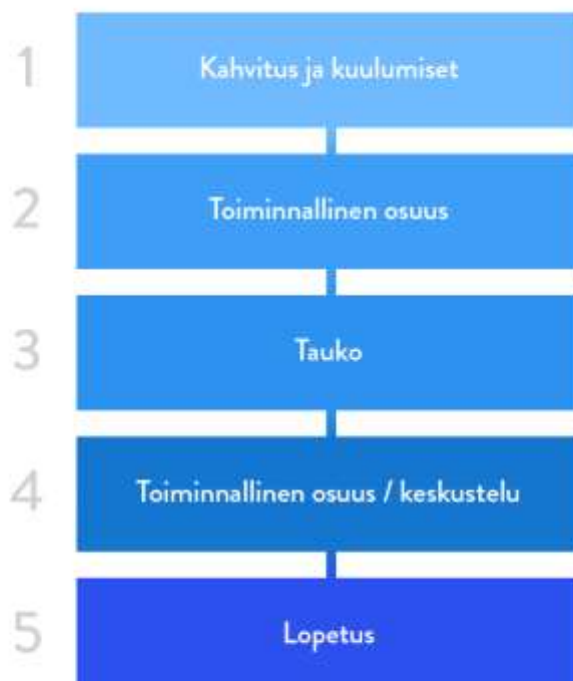 1 Kahvitus ja kuulumiset
2 Toiminnallinen osuus
3 Tauko
4 Toiminnallinen osuus / keskustelu
5 Lopetus